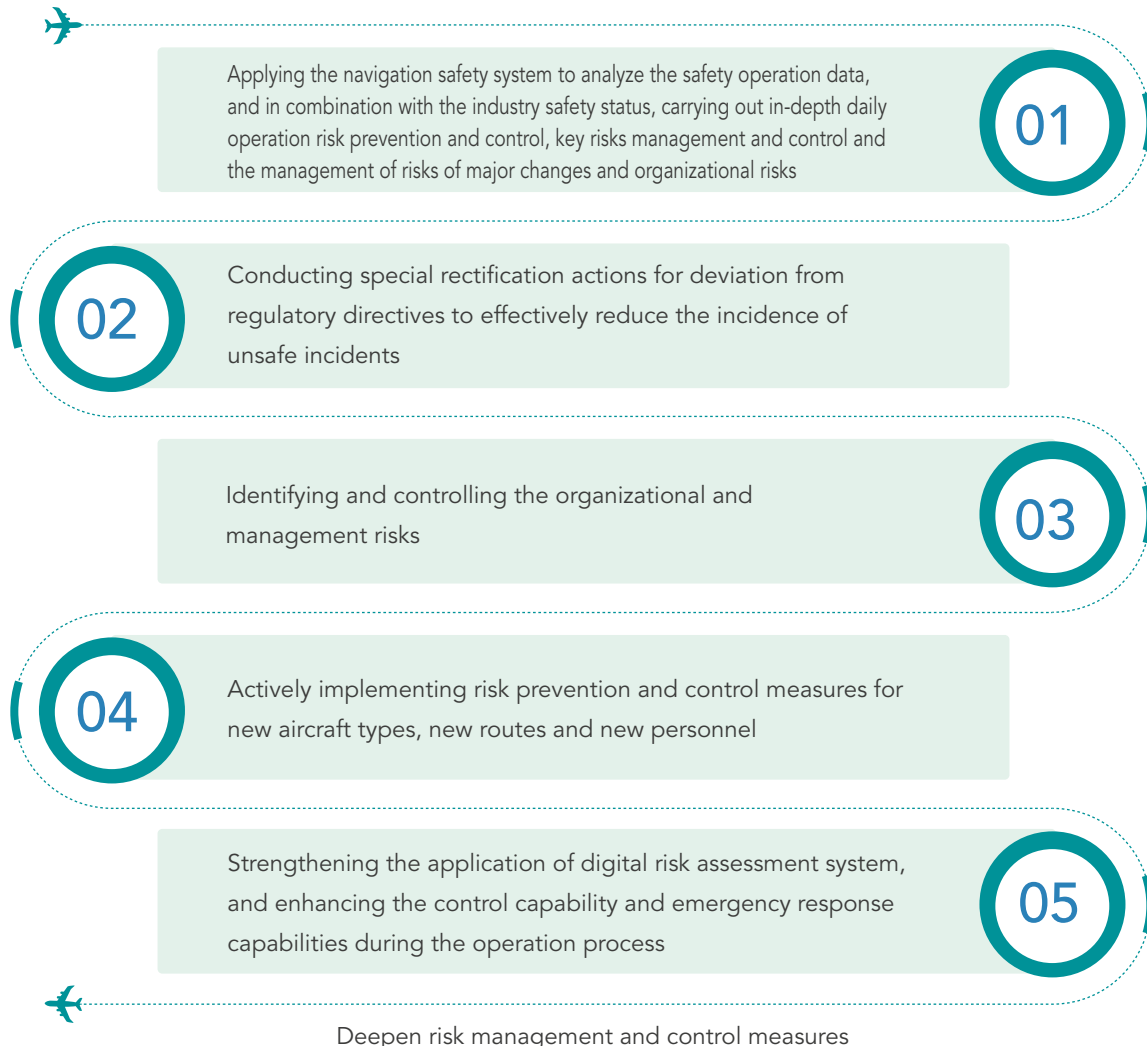 Applying the navigation safety system to analyze the safety operation data,
and in combination with the industry safety status, carrying out in-depth daily
operation risk prevention and control, key risks management and control and
the management of risks of major changes and organizational risks
01
02
Conducting special rectification actions for deviation from
regulatory directives to effectively reduce the incidence of
unsafe incidents
Identifying and controlling the organizational and
management risks
03
04
Actively implementing risk prevention and control measures for
new aircraft types, new routes and new personnel
Strengthening the application of digital risk assessment system,
and enhancing the control capability and emergency response
capabilities during the operation process
05
Deepen risk management and control measures